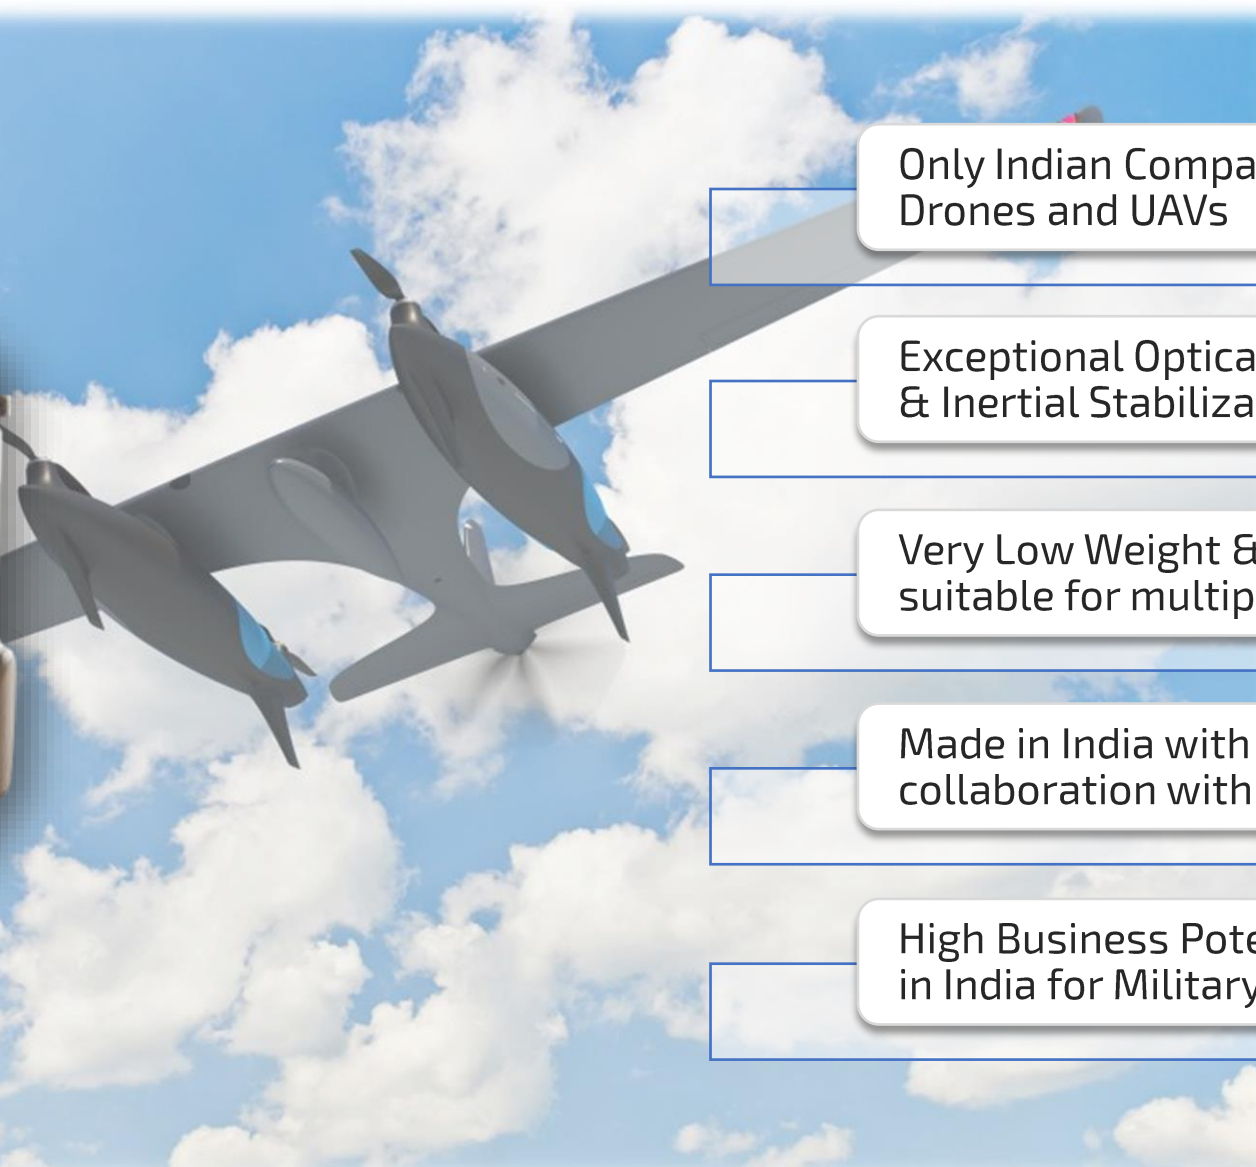 Only Indian Compa
Drones and UAVs
Exceptional Optica
& Inertial Stabiliza
Very Low Weight &
suitable for multip
Made in India with
collaboration with
High Business Pote
in India for Military